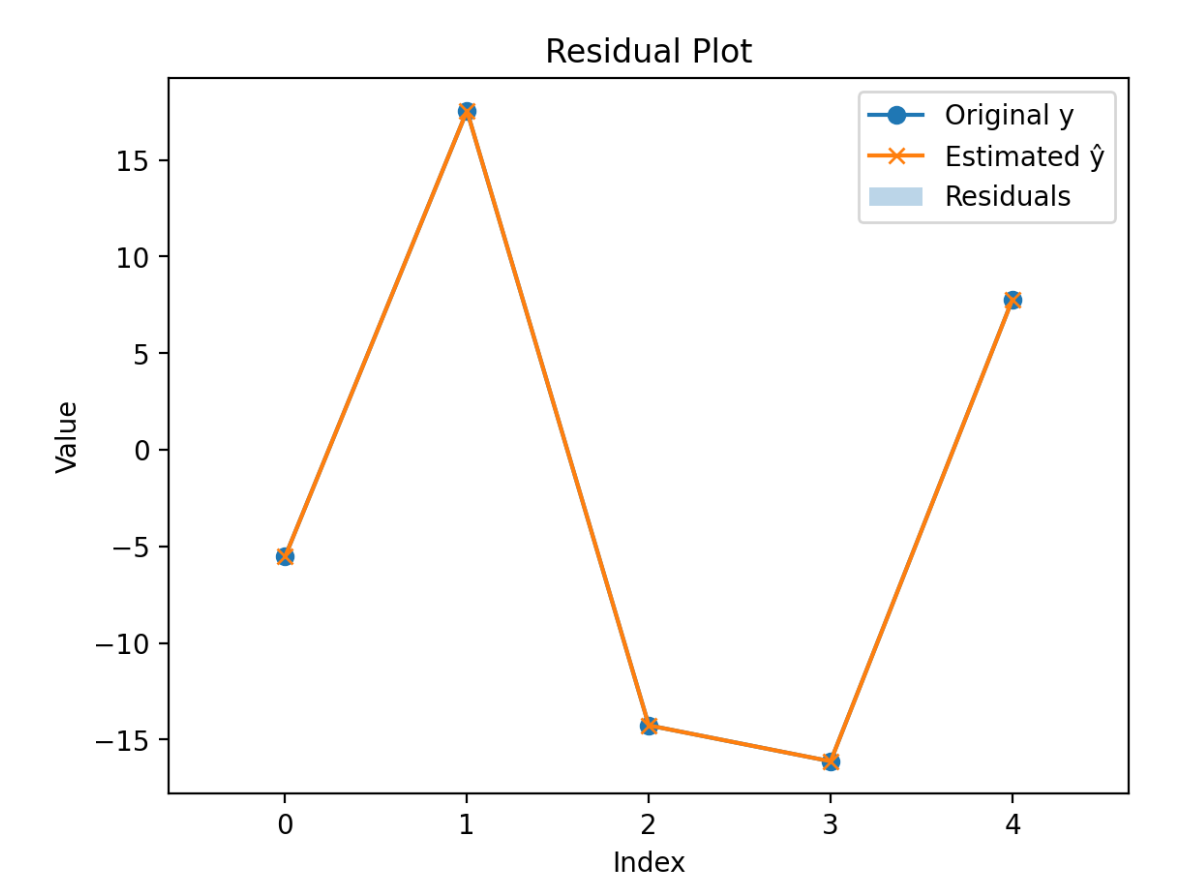 Residual Plot
Original y
Estimated ŷ
Residuals
15
10
5
0
−5
−10
−15
Value
0 1 2 3 4
Index